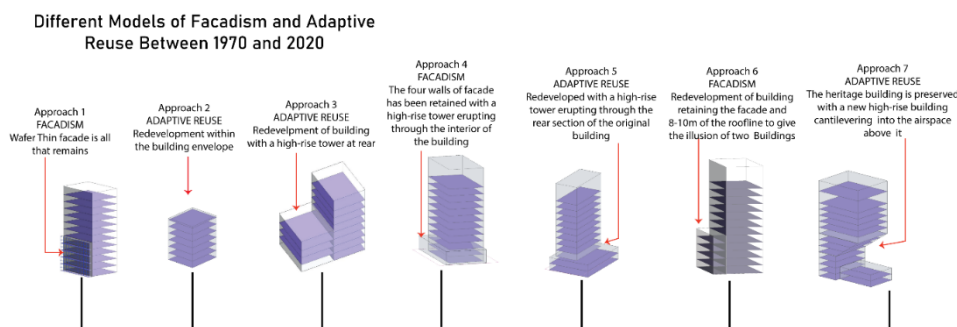 Different Models of Facadism and Adaptive
Reuse Between 1970 and 2020
Approach 1
FACADISM
Wafer Thin facade is all
that remains
Approach 2
ADAPTIVE REUSE
Redevelopment within
the building envelope
Approach 3
ADAPTIVE REUSE
Redevelpment of building
with a high-rise tower at rear
Approach 4
FACADISM
The four walls of facade
has been retained with a
high-rise tower erupting
through the interior of
the building
Approach 5
ADAPTIVE REUSE
Redeveloped with a high-rise
tower erupting through the
rear section of the original
building
Approach 6
FACADISM
Redevelopment of building
retaining the facade and
8-10m of the roofline to give
the illusion of two Buildings
Approach 7
ADAPTIVE REUSE
The heritage building is preserved
with a new high-rise building
cantilevering into the airspace
above it